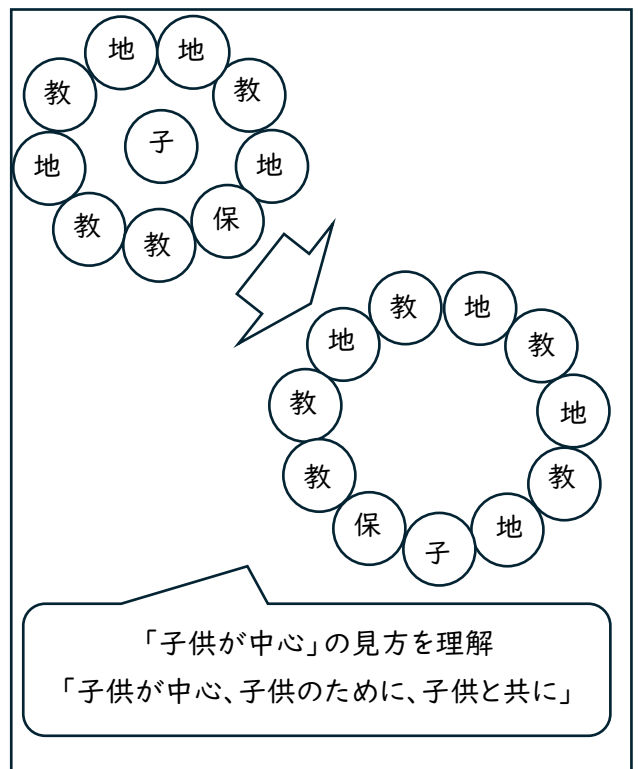 地 地
教 教
子
地 地
教 教 保
教 地
地 教
教 地
教 教
保 子 地
「子供が中心」の見方を理解
「子供が中心、子供のために、子供と共に」